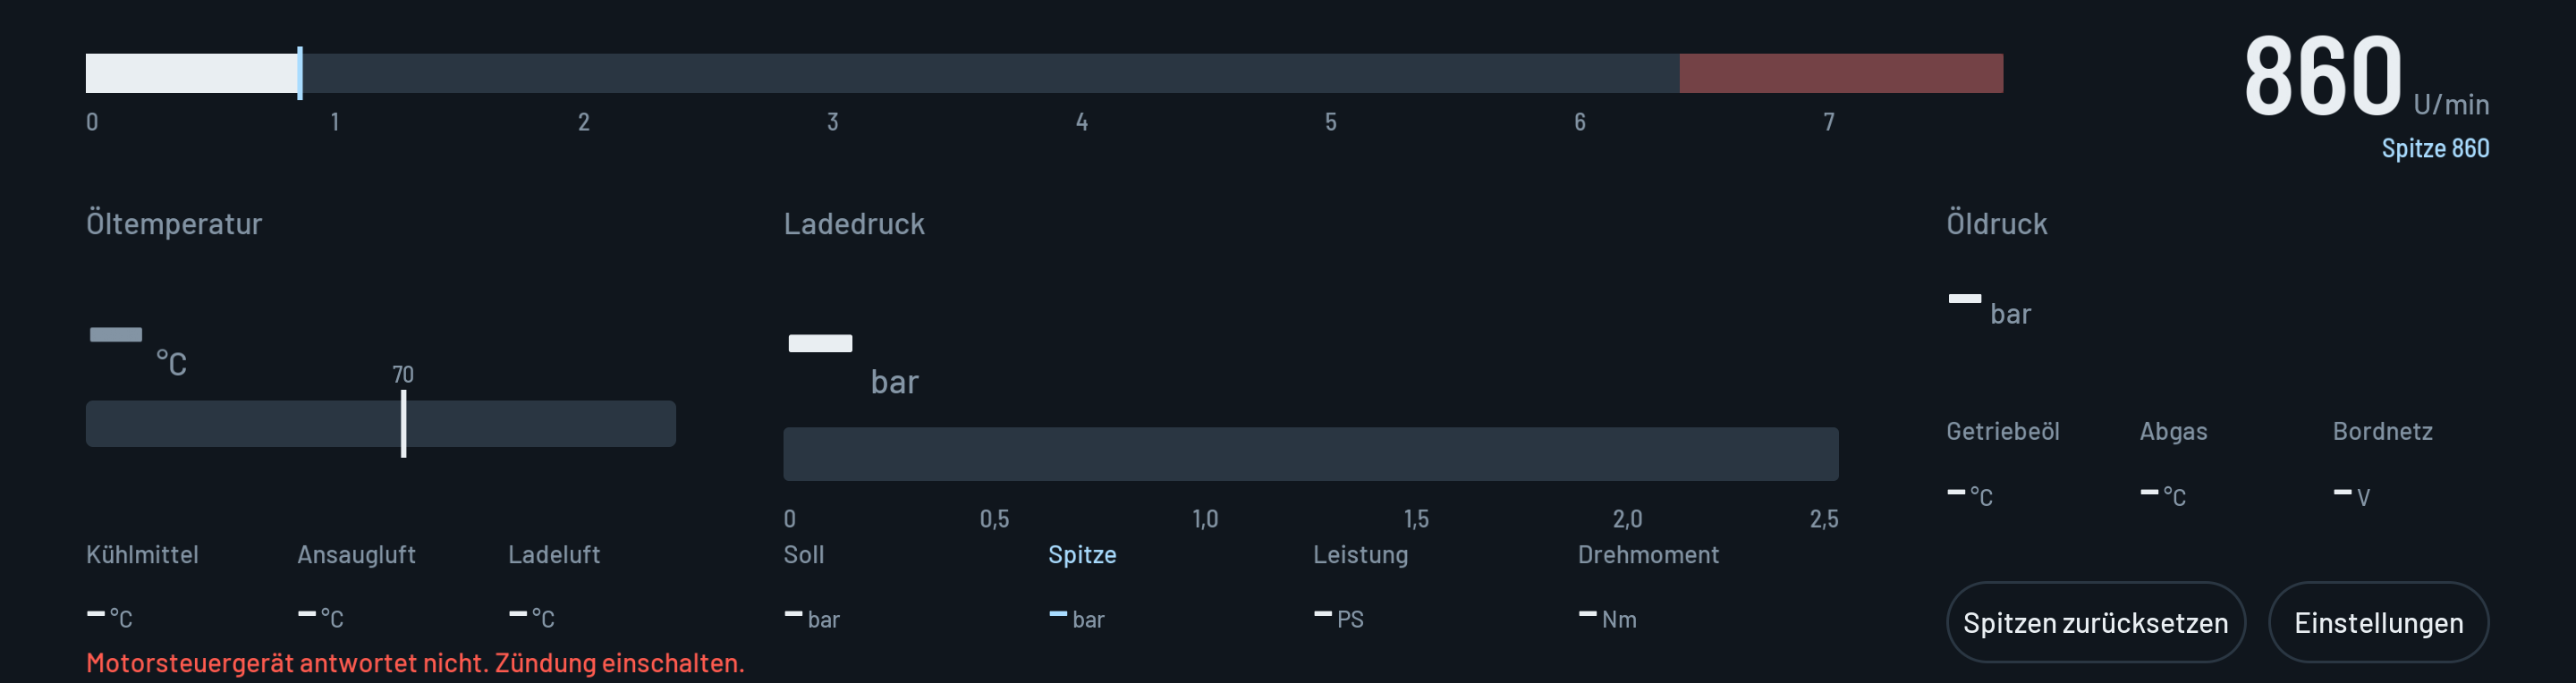 860 U/min
0 1 2 3 4 5 6 7
Spitze 860
Öltemperatur
– °C
70
Kühlmittel Ansaugluft Ladeluft
– °C – °C – °C
Motorsteuergerät antwortet nicht. Zündung einschalten.
Ladedruck
– bar
0 0,5 1,0 1,5 2,0 2,5
Soll Spitze Leistung Drehmoment
– bar – bar – PS – Nm
Öldruck
– bar
Getriebeöl Abgas Bordnetz
– °C – °C – V
Spitzen zurücksetzen Einstellungen